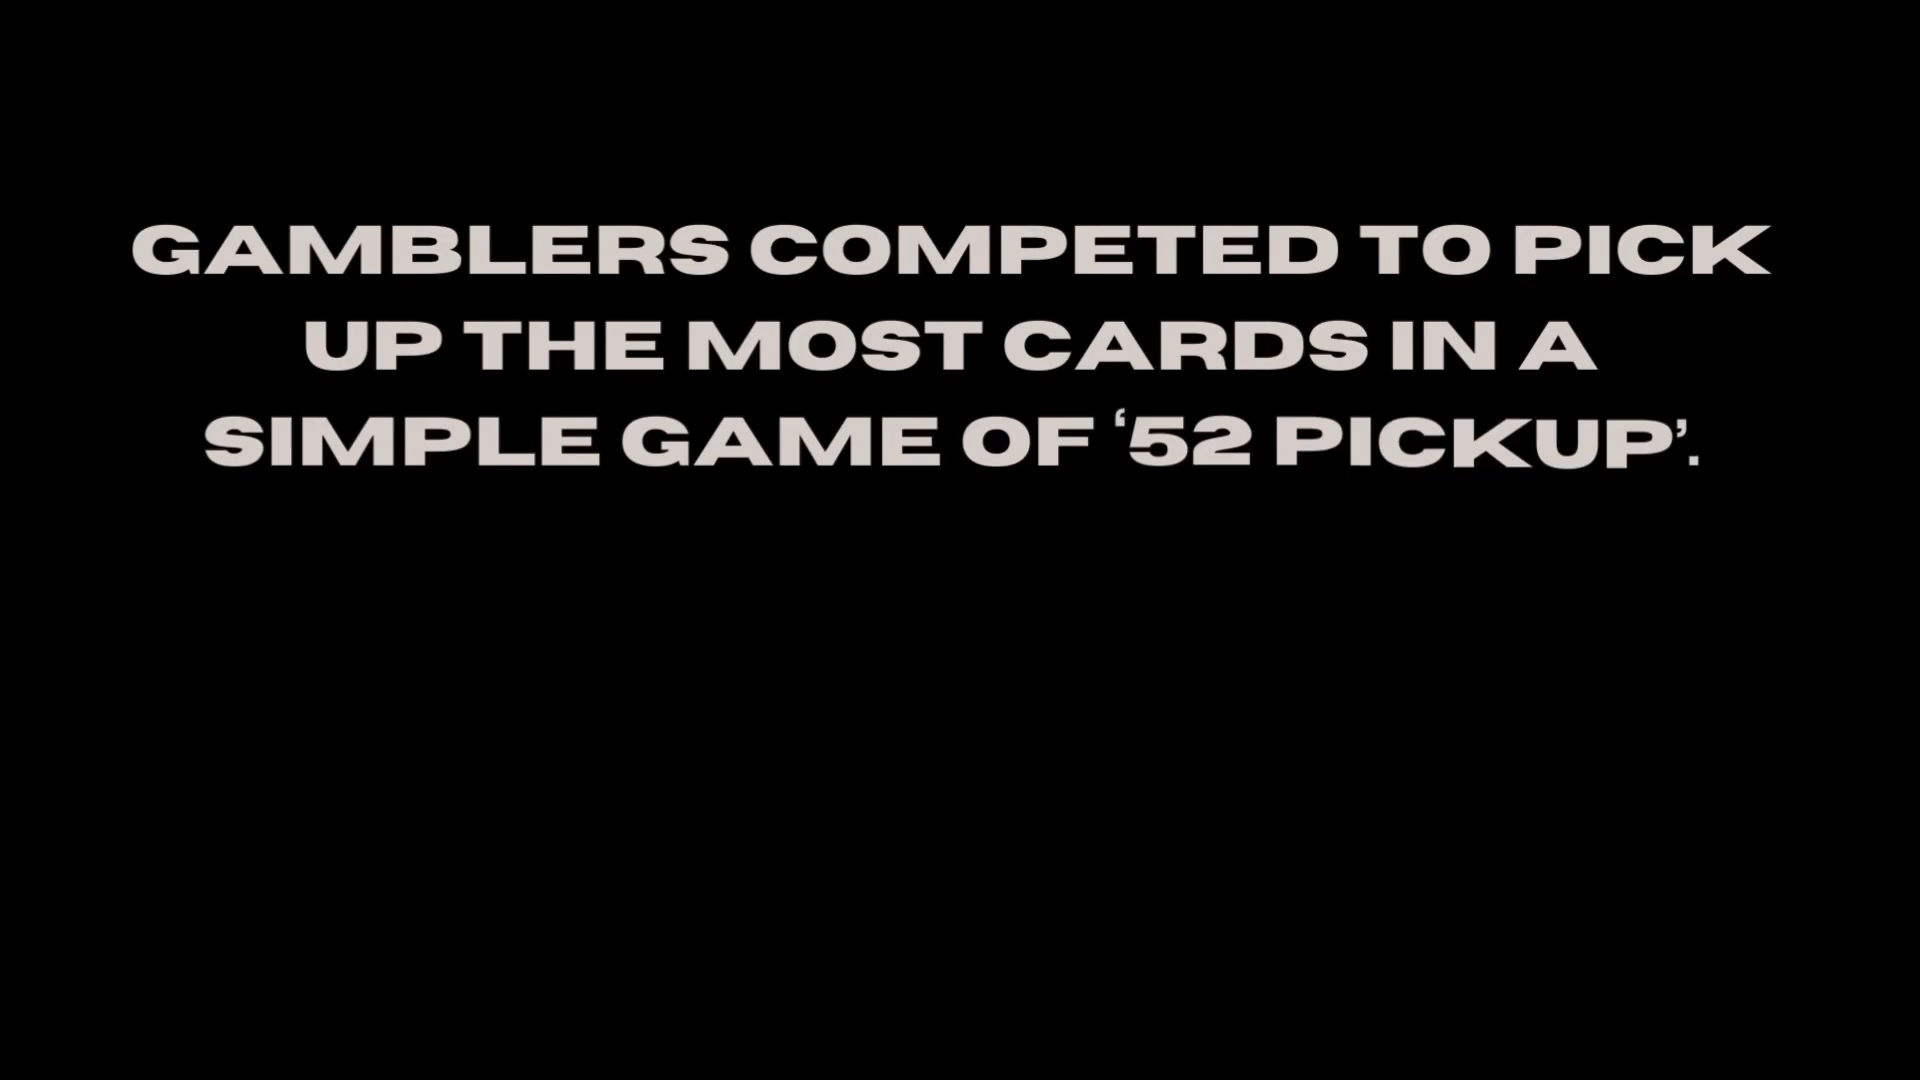 GAMBLERS COMPETED TO PICK
UP THE MOST CARDS IN A
SIMPLE GAME OF ‘52 PICKUP’.